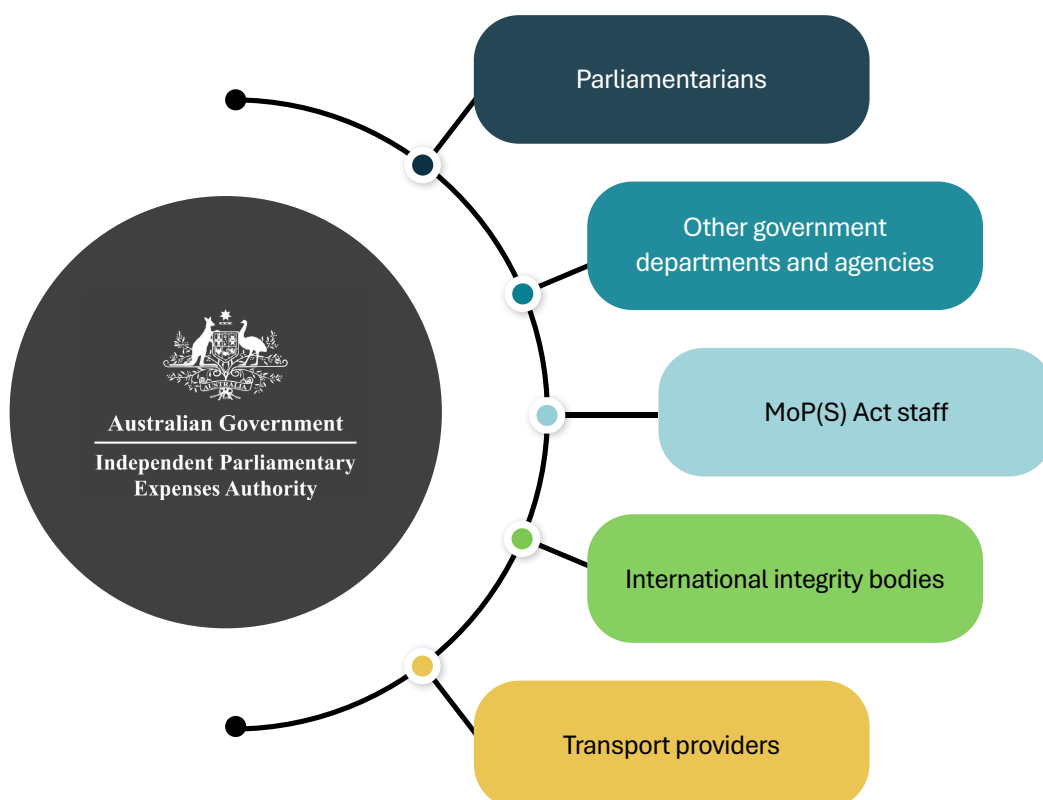 Parliamentarians
Other government
departments and agencies
AUSTRALIA
Australian Government
Independent Parliamentary
Expenses Authority
MoP(S) Act staff
International integrity bodies
Transport providers